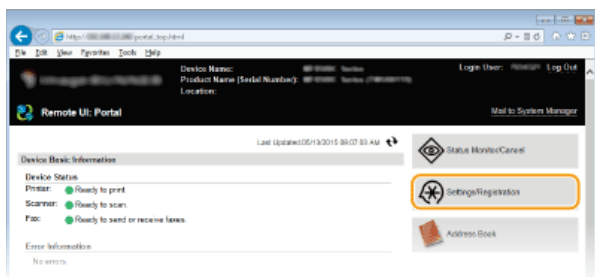 http://
portal_top.html
File Edit View Favorites Tools Help
Device Name: Series
Product Name (Serial Number): Series
Location:
Login User: Log Out
Remote UI: Portal
Mail to System Manager
Last Updated:05/13/2015 09:07:03 AM
Device Basic Information
Device Status
Printer: Ready to print.
Scanner: Ready to scan.
Fax: Ready to send or receive faxes.
Error Information
No errors.
Status Monitor/Cancel
Settings/Registration
Address Book